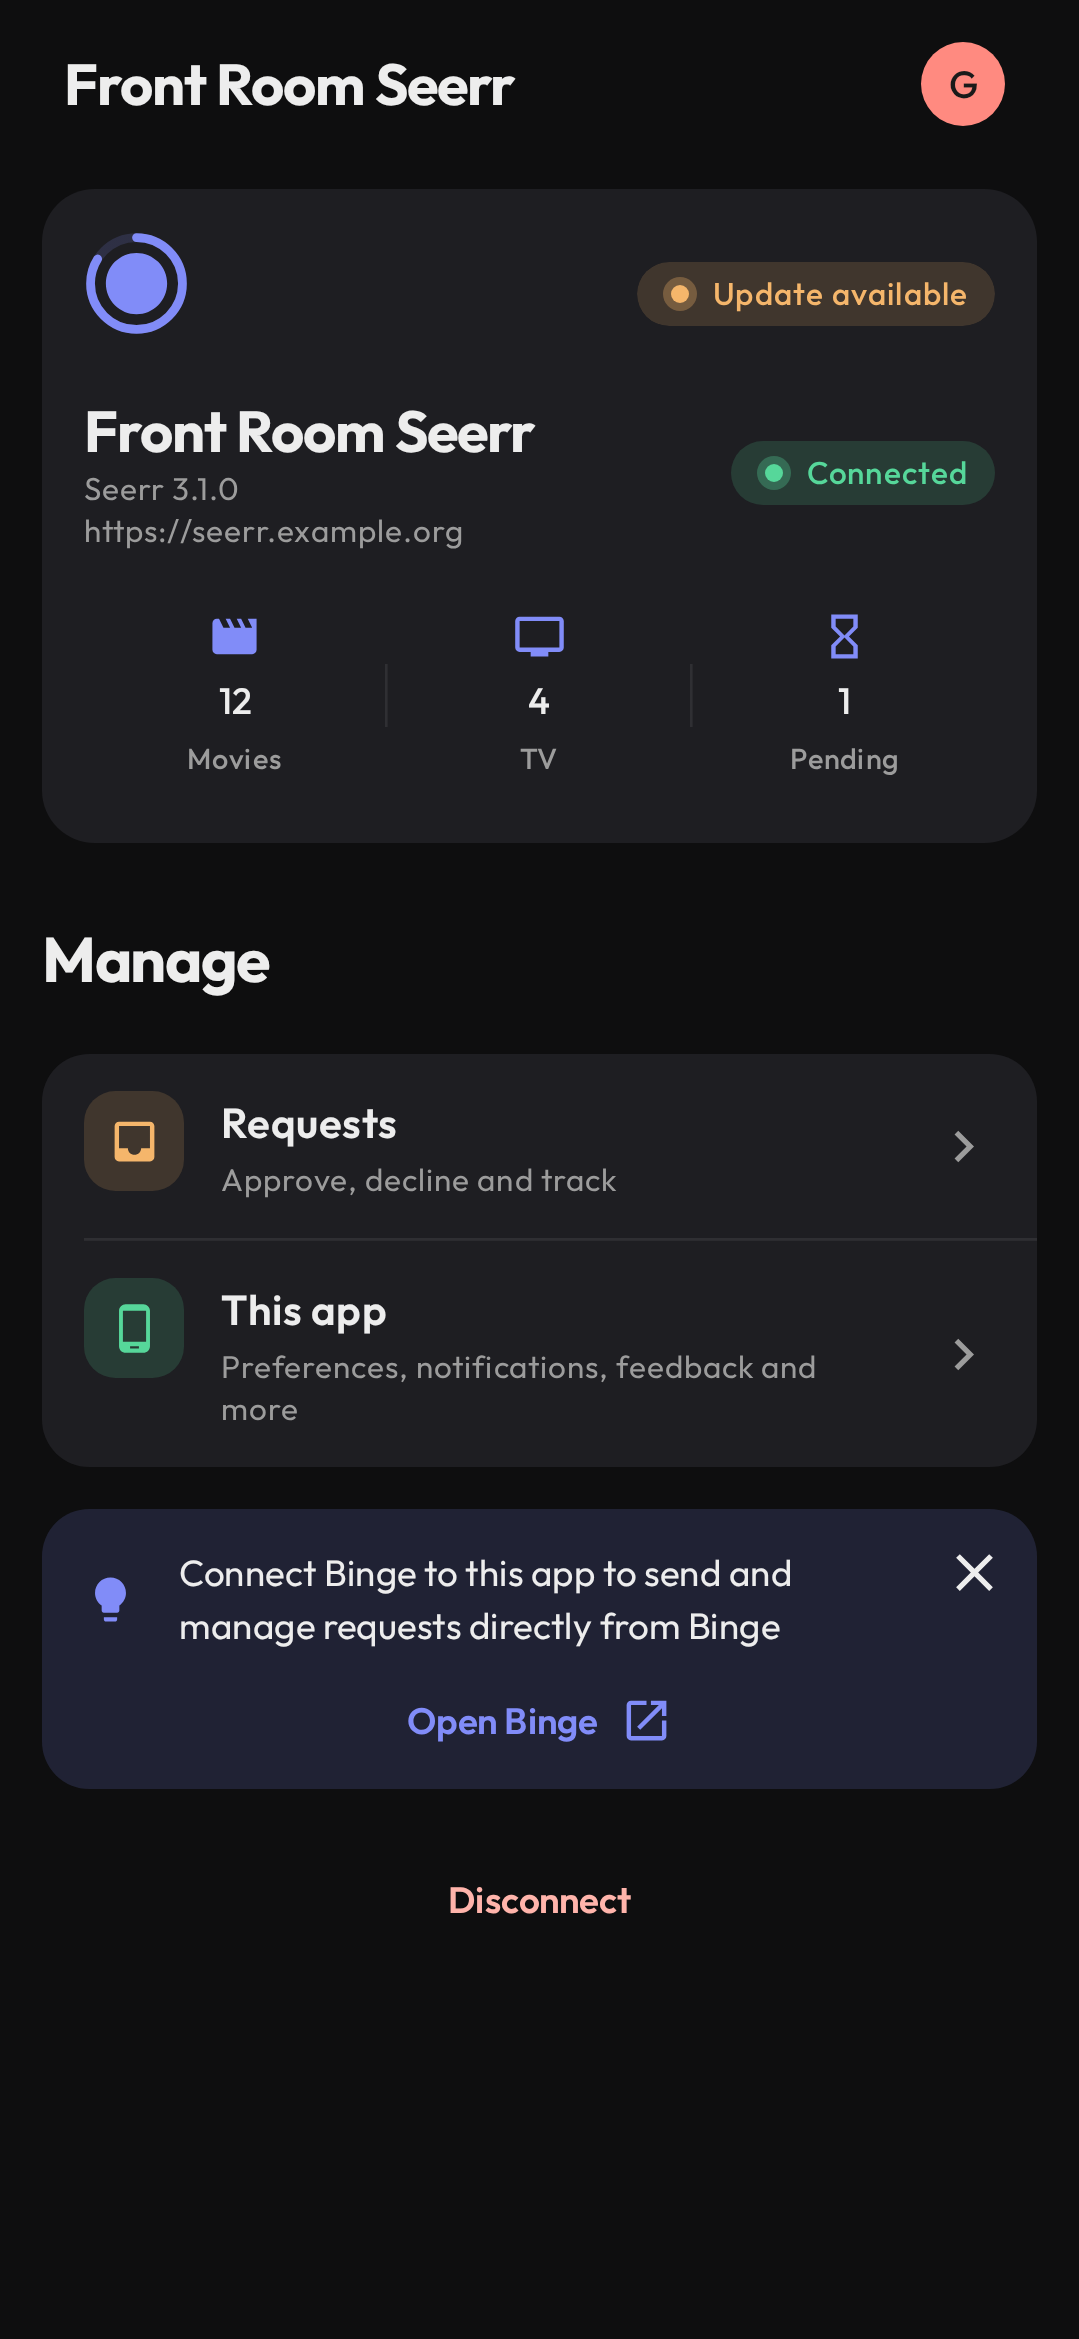 Front Room Seerr
G
Update available
Front Room Seerr
Seerr 3.1.0
https://seerr.example.org
Connected
12
Movies
4
TV
1
Pending
Manage
Requests
Approve, decline and track
This app
Preferences, notifications, feedback and
more
Connect Binge to this app to send and
manage requests directly from Binge
Open Binge
Disconnect